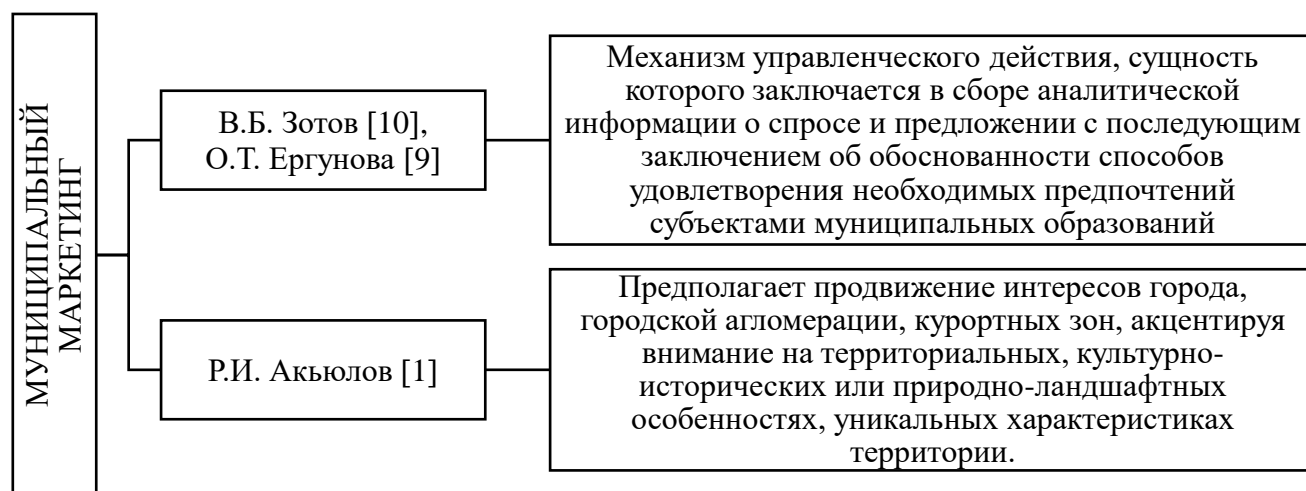 МУНИЦИПАЛЬНЫЙ
МАРКЕТИНГ
В.Б. Зотов [10],
О.Т. Ергунова [9]
Механизм управленческого действия, сущность
которого заключается в сборе аналитической
информации о спросе и предложении с последующим
заключением об обоснованности способов
удовлетворения необходимых предпочтений
субъектами муниципальных образований
Р.И. Акьюлов [1]
Предполагает продвижение интересов города,
городской агломерации, курортных зон, акцентируя
внимание на территориальных, культурно-
исторических или природно-ландшафтных
особенностях, уникальных характеристиках
территории.